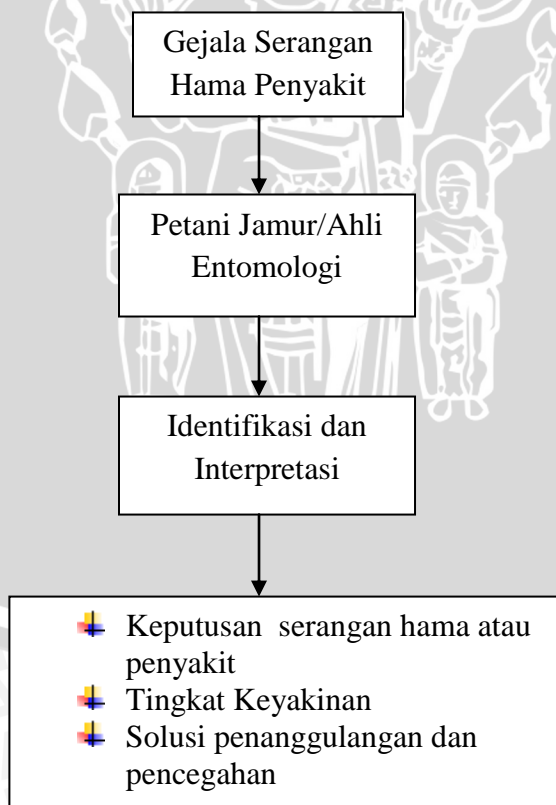 Gejala Serangan
Hama Penyakit
Petani Jamur/Ahli
Entomologi
Identifikasi dan
Interpretasi
Keputusan serangan hama atau
penyakit
Tingkat Keyakinan
Solusi penanggulangan dan
pencegahan